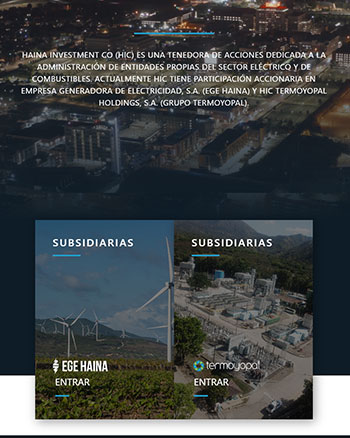 HAINA INVESTMENT CO (HIC) ES UNA TENEDORA DE ACCIONES DEDICADA A LA
ADMINISTRACIÓN DE ENTIDADES PROPIAS DEL SECTOR ELÉCTRICO Y DE
COMBUSTIBLES. ACTUALMENTE HIC TIENE PARTICIPACIÓN ACCIONARIA EN
EMPRESA GENERADORA DE ELECTRICIDAD, S.A. (EGE HAINA) Y HIC TERMOYOPAL
HOLDINGS, S.A. (GRUPO TERMOYOPAL).
SUBSIDIARIAS
EGE HAINA
ENTRAR
SUBSIDIARIAS
termoyopal
ENTRAR